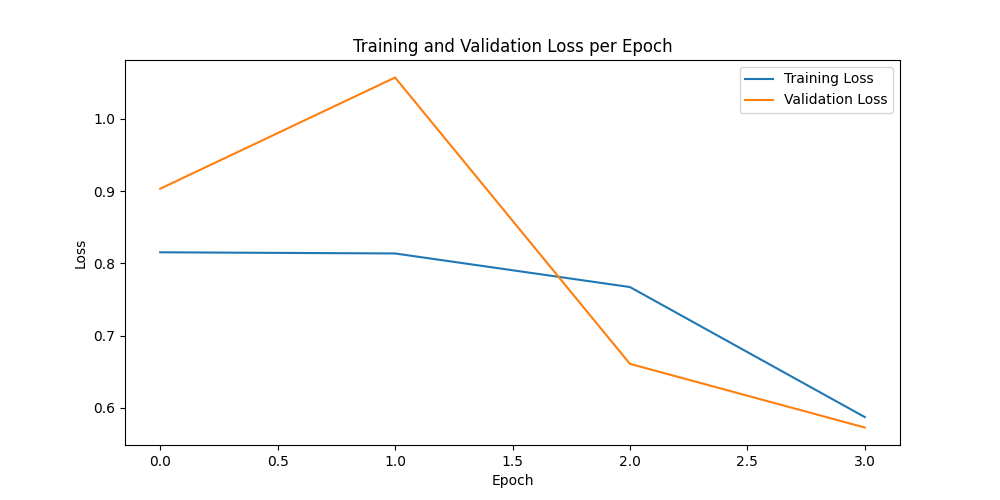 Training and Validation Loss per Epoch
Training Loss
Validation Loss
1.0
0.9
0.8
0.7
0.6
Loss
0.0 0.5 1.0 1.5 2.0 2.5 3.0
Epoch